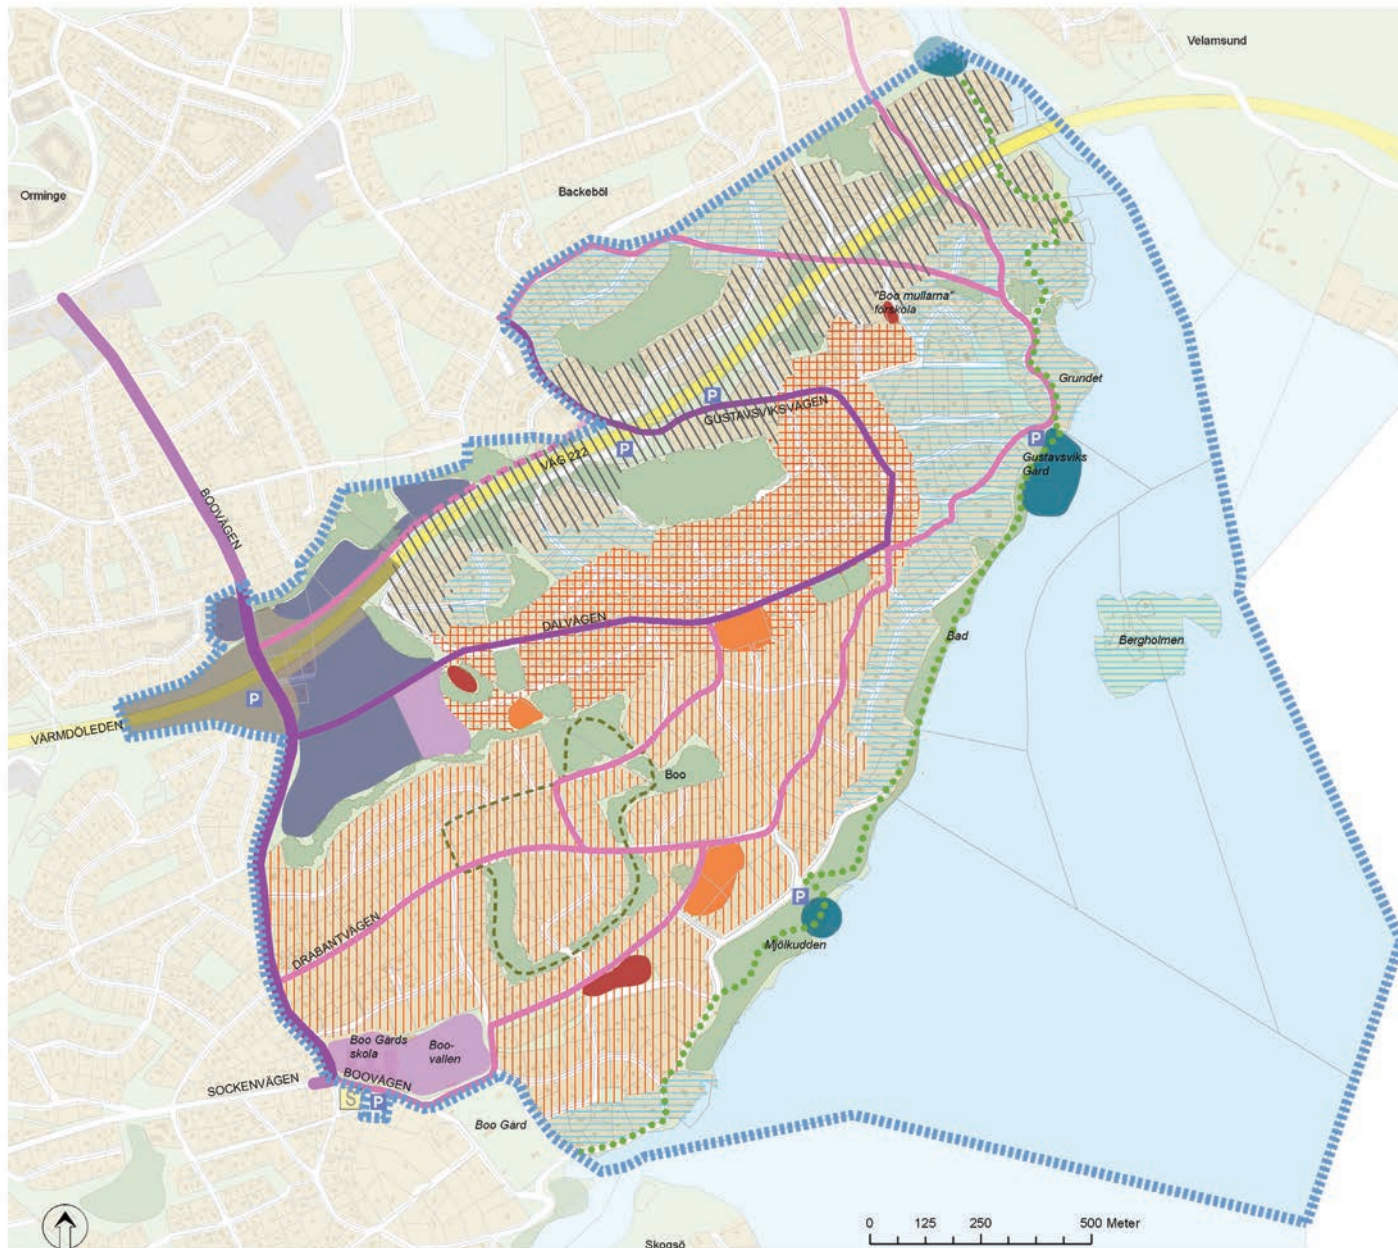 Velamsund
Orminge
Backeböl
"Boo mullarna"
förskola
Grundet
GUSTAVSVIKSVÄGEN
P
P
VÄG 222
P
Gustavsviks
Gård
BOOVÄGEN
DALVÄGEN
Bad
Bergholmen
P
VÄRMDÖLEDEN
Boo
P
DRABANTVÄGEN
Mjölkudden
Boo Gårds
skola
Boo-
vallen
SOCKENVÄGEN
BOOVÄGEN
S
P
Boo Gård
0 125 250 500 Meter
Skogsö